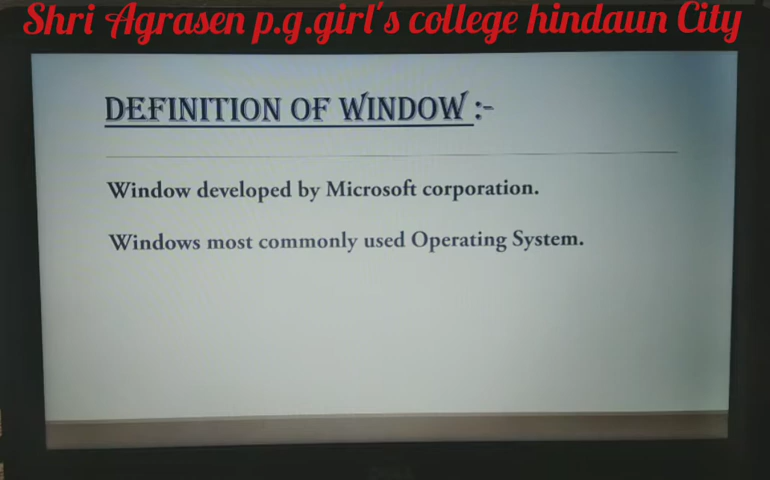 Shri Agrasen p.g.girl's college hindaun City
DEFINITION OF WINDOW :-
Window developed by Microsoft corporation.
Windows most commonly used Operating System.